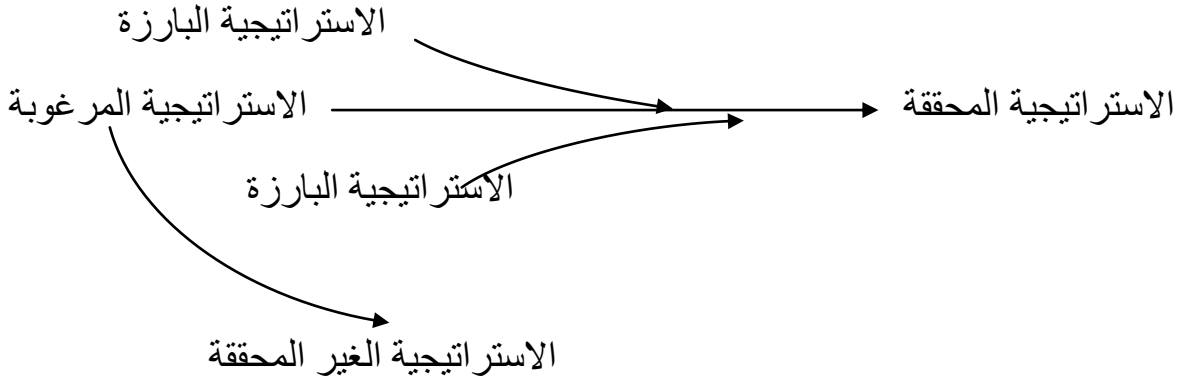 الاستراتيجية البارزة
الاستراتيجية المرغوبة
الاستراتيجية المحققة
الاستراتيجية البارزة
الاستراتيجية الغير المحققة